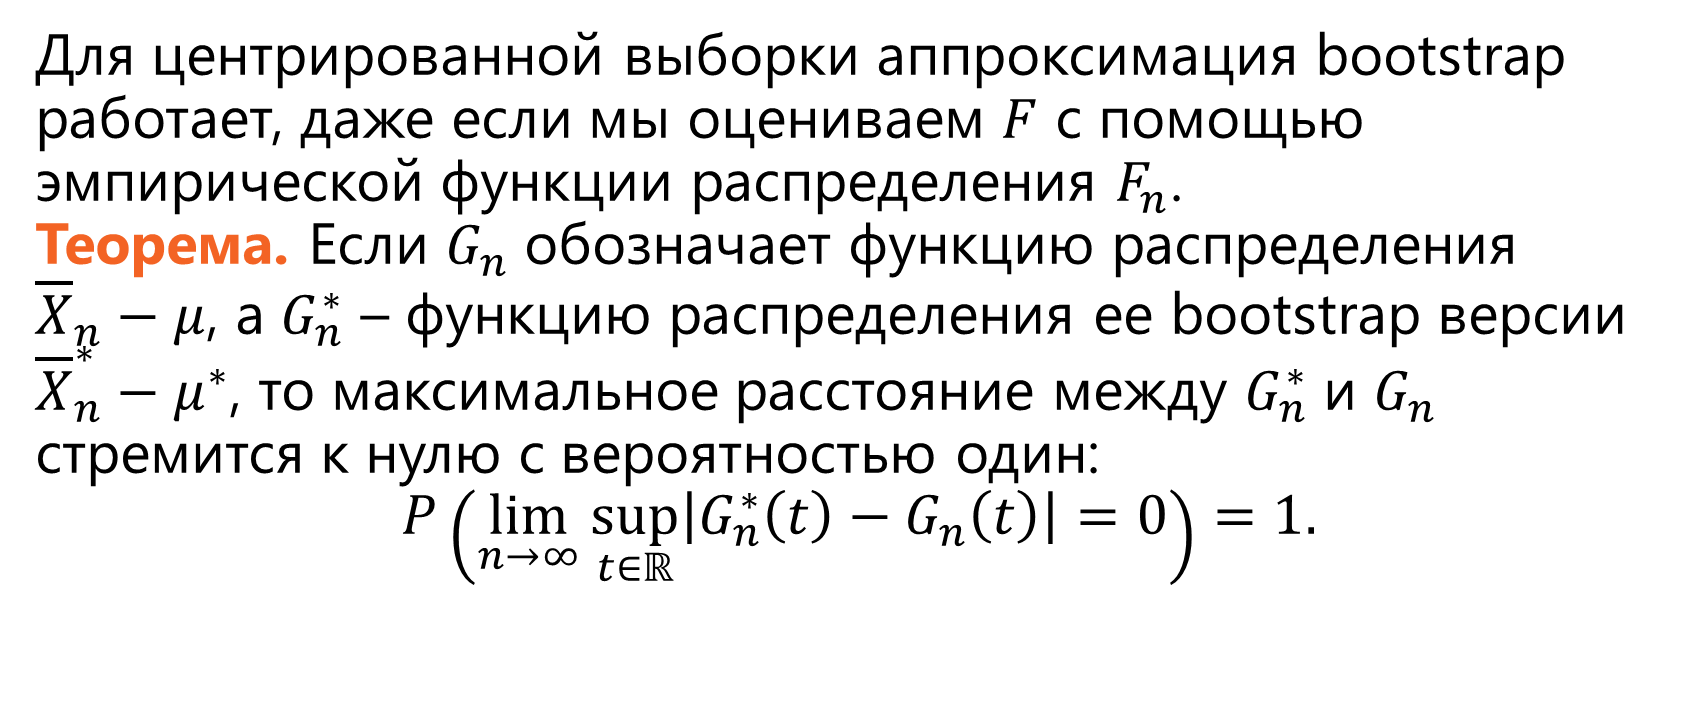 Для центрированной выборки аппроксимация bootstrap
работает, даже если мы оцениваем F с помощью
эмпирической функции распределения Fₙ.
Теорема. Если Gₙ обозначает функцию распределения
X̅ₙ − μ, а Gₙ* – функцию распределения ее bootstrap версии
X̅ₙ* − μ*, то максимальное расстояние между Gₙ* и Gₙ
стремится к нулю с вероятностью один:
P(lim_{n→∞} sup_{t∈ℝ}|Gₙ*(t) − Gₙ(t)| = 0) = 1.